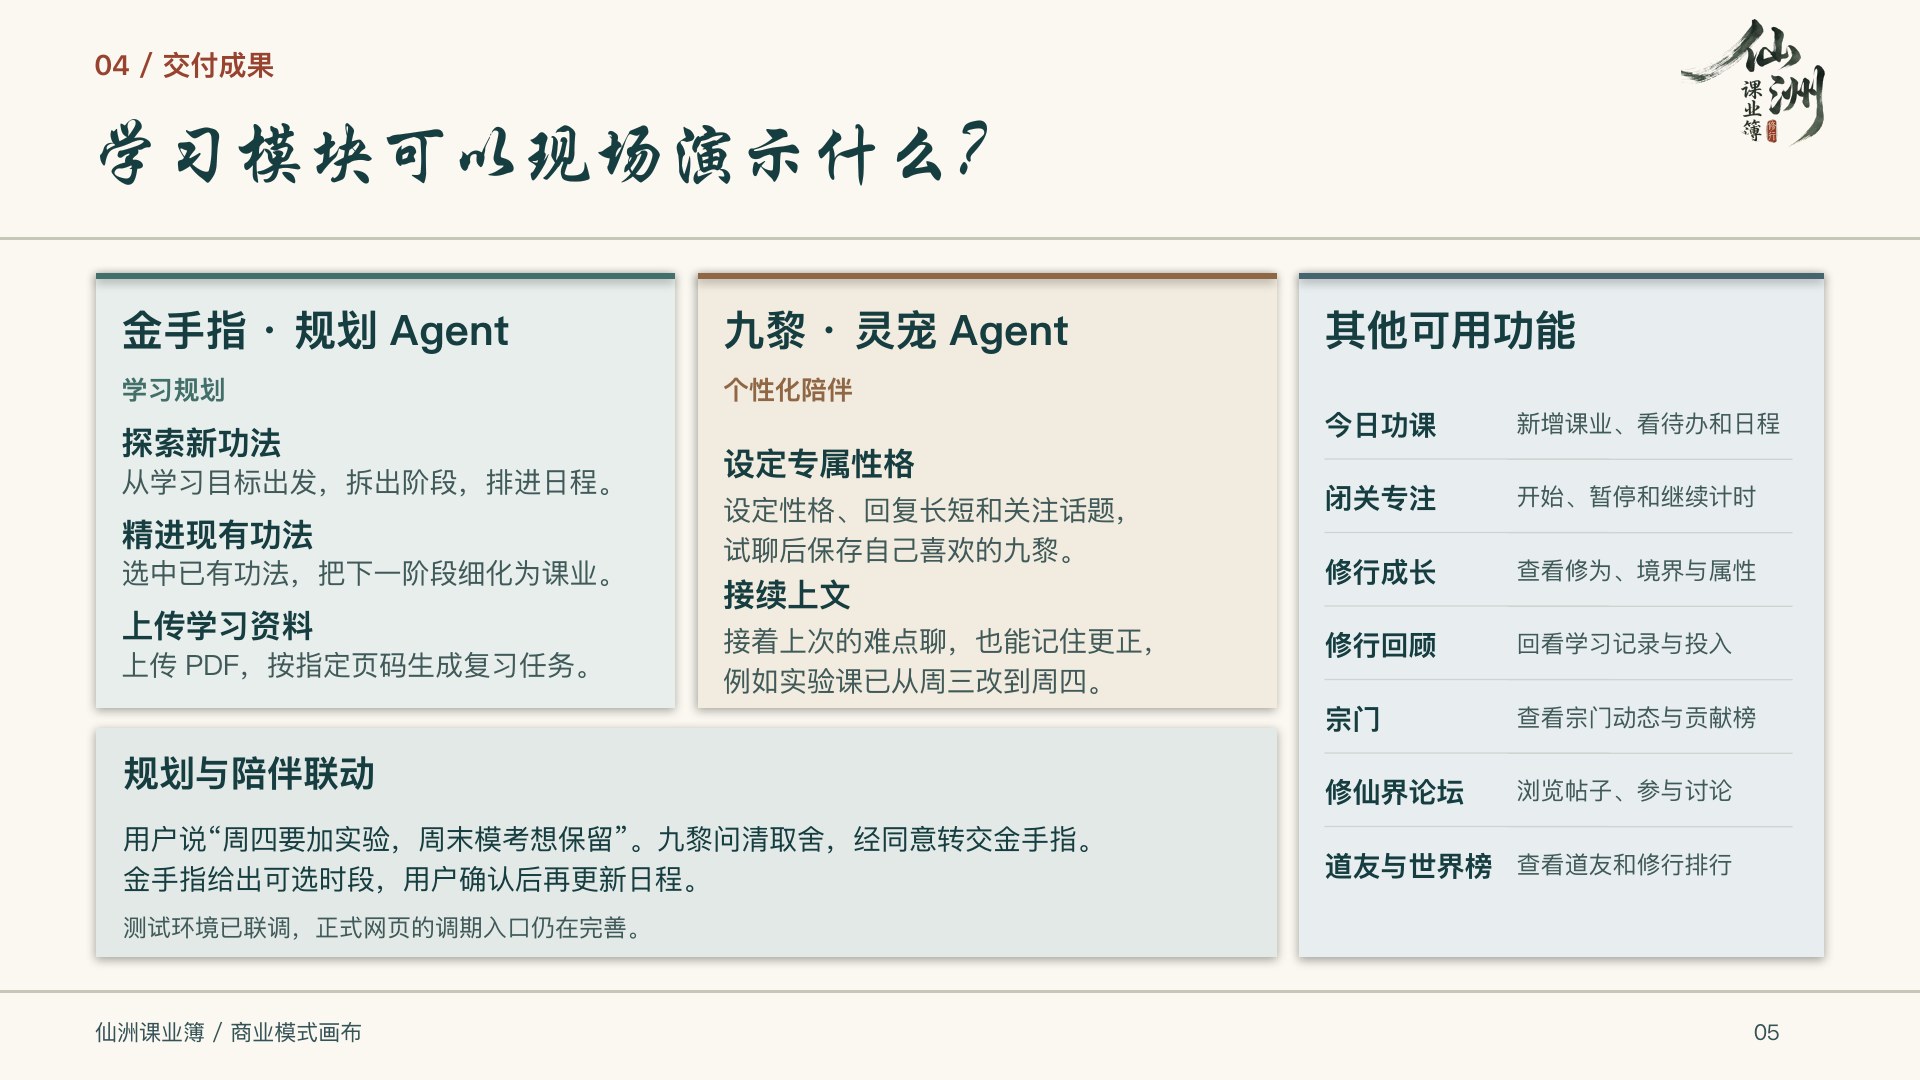 04 / 交付成果
仙洲
课业簿
修行
学习模块可以现场演示什么？
金手指 · 规划 Agent
学习规划
探索新功法
从学习目标出发，拆出阶段，排进日程。
精进现有功法
选中已有功法，把下一阶段细化为课业。
上传学习资料
上传 PDF，按指定页码生成复习任务。
九黎 · 灵宠 Agent
个性化陪伴
设定专属性格
设定性格、回复长短和关注话题，
试聊后保存自己喜欢的九黎。
接续上文
接着上次的难点聊，也能记住更正，
例如实验课已从周三改到周四。
规划与陪伴联动
用户说“周四要加实验，周末模考想保留”。九黎问清取舍，经同意转交金手指。
金手指给出可选时段，用户确认后再更新日程。
测试环境已联调，正式网页的调期入口仍在完善。
其他可用功能
今日功课 新增课业、看待办和日程
闭关专注 开始、暂停和继续计时
修行成长 查看修为、境界与属性
修行回顾 回看学习记录与投入
宗门 查看宗门动态与贡献榜
修仙界论坛 浏览帖子、参与讨论
道友与世界榜 查看道友和修行排行
仙洲课业簿 / 商业模式画布
05